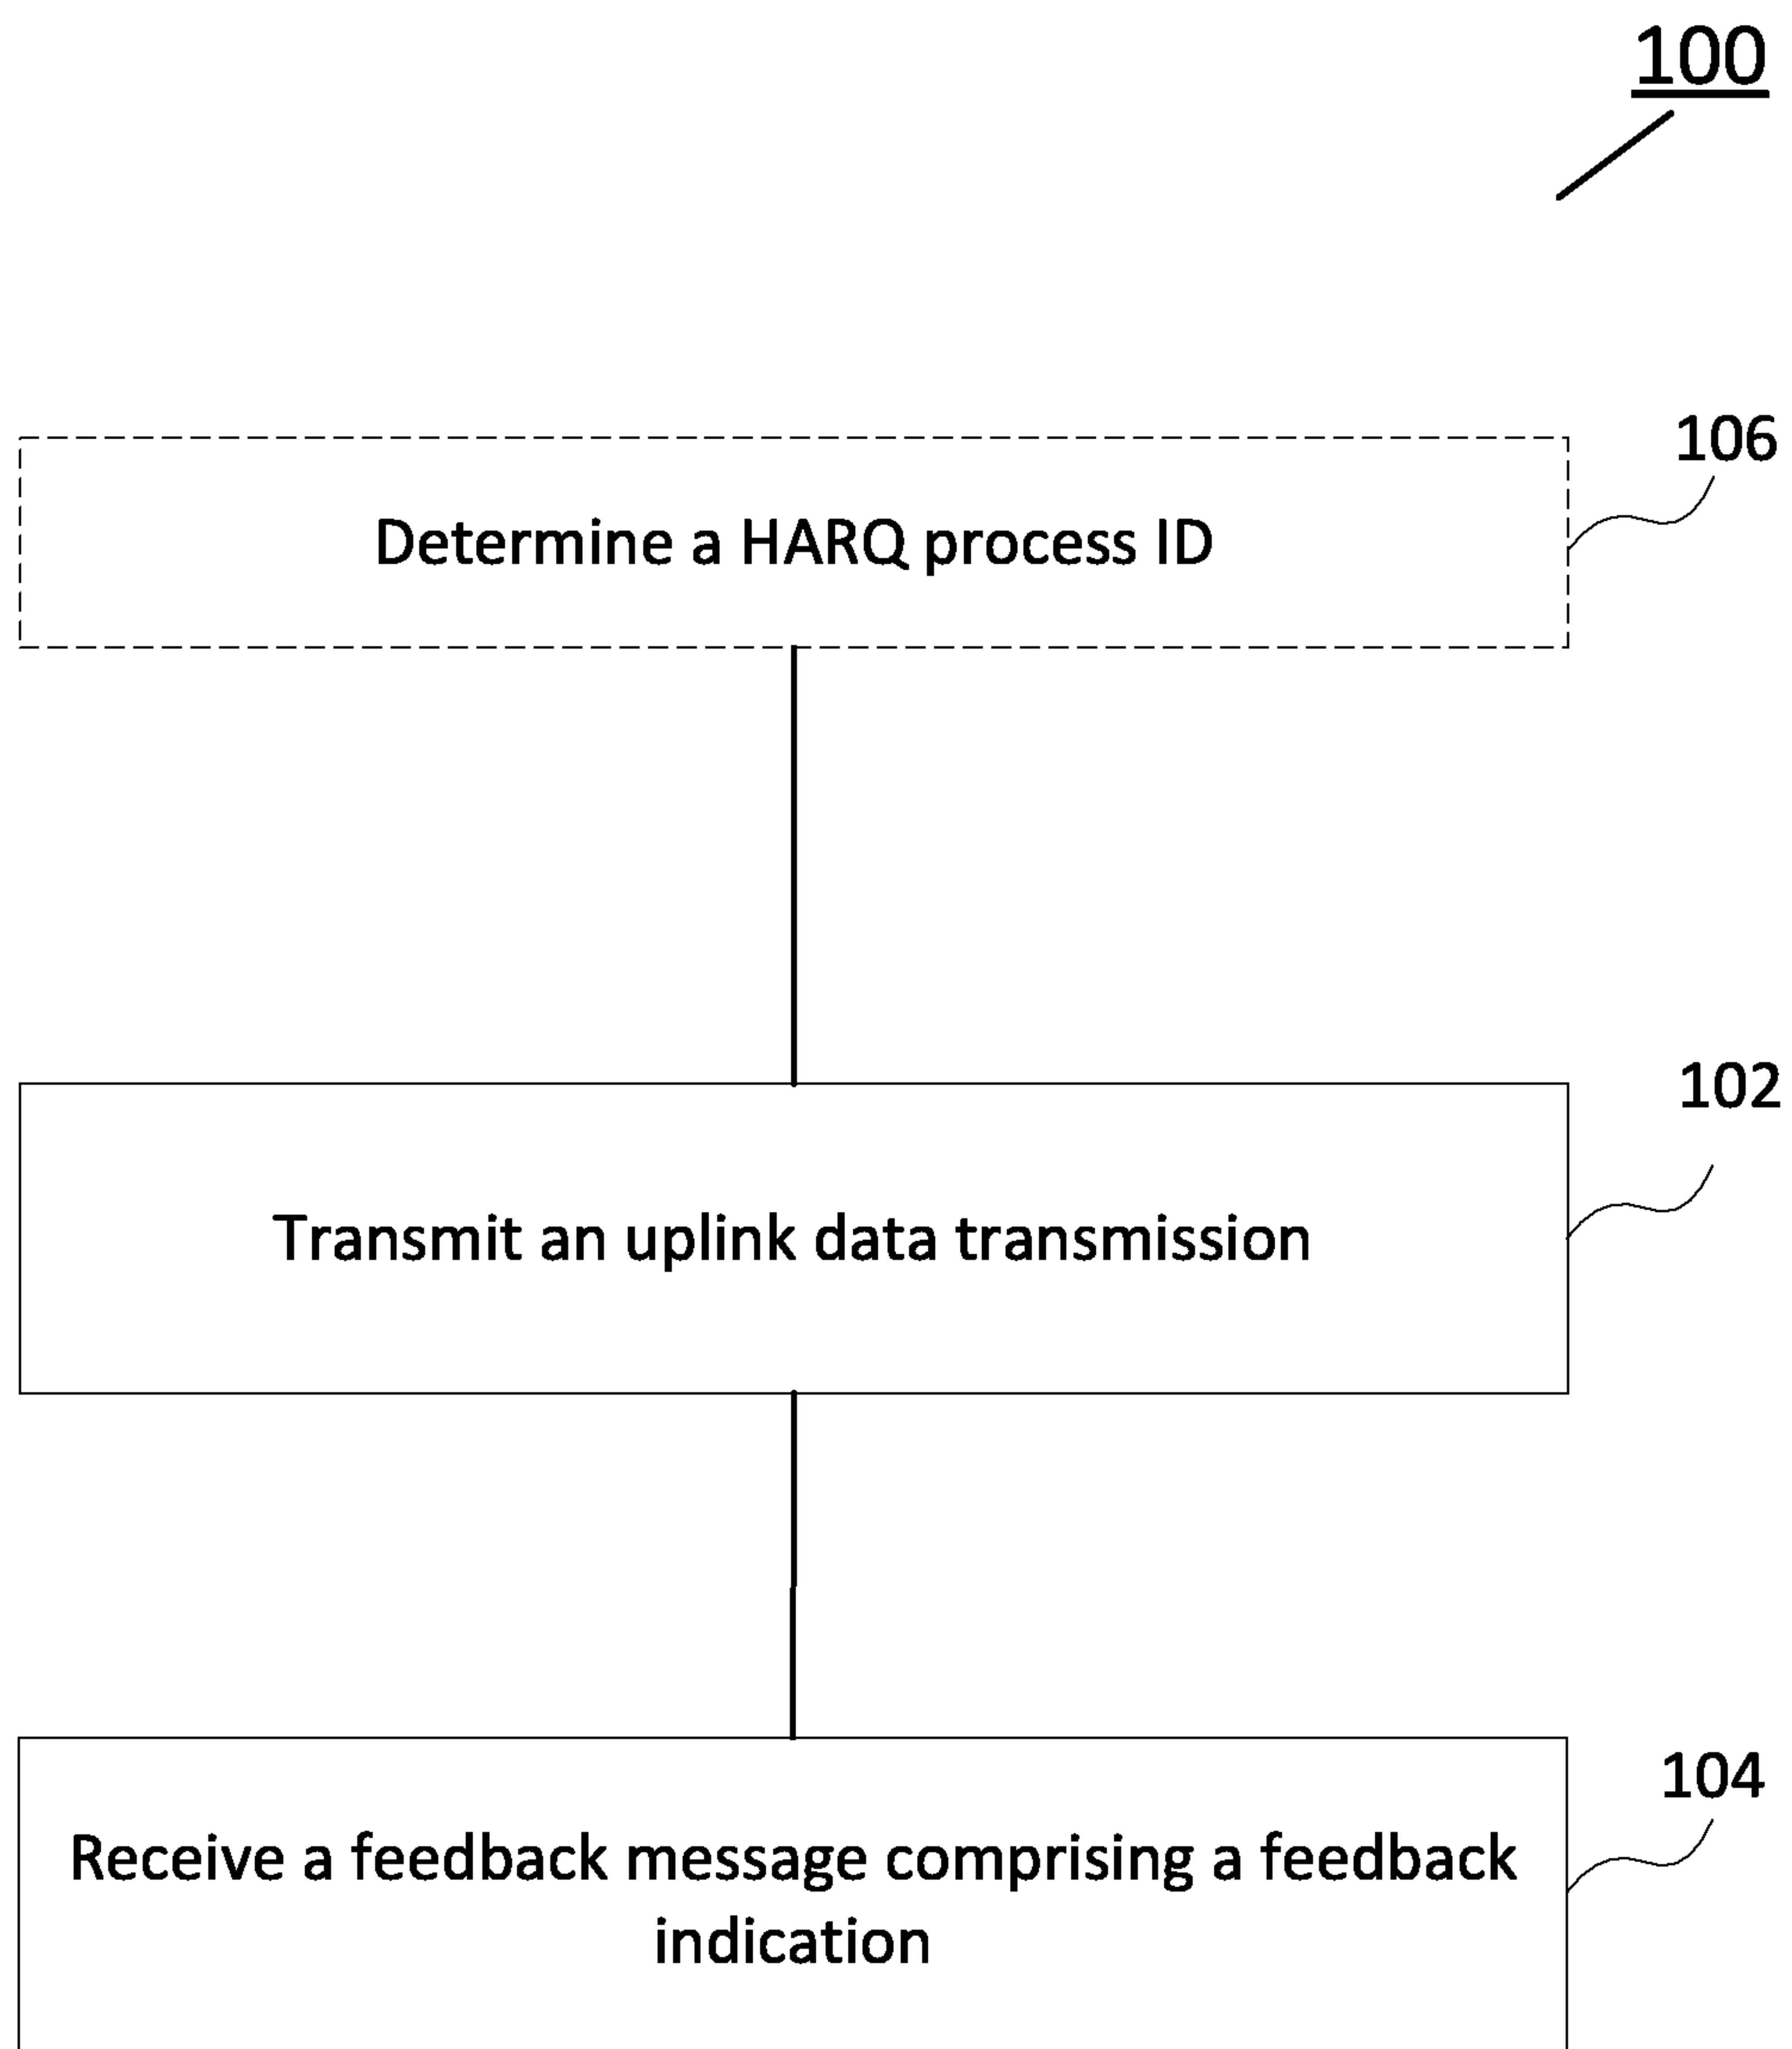 100
106
Determine a HARQ process ID
102
Transmit an uplink data transmission
104
Receive a feedback message comprising a feedback
indication